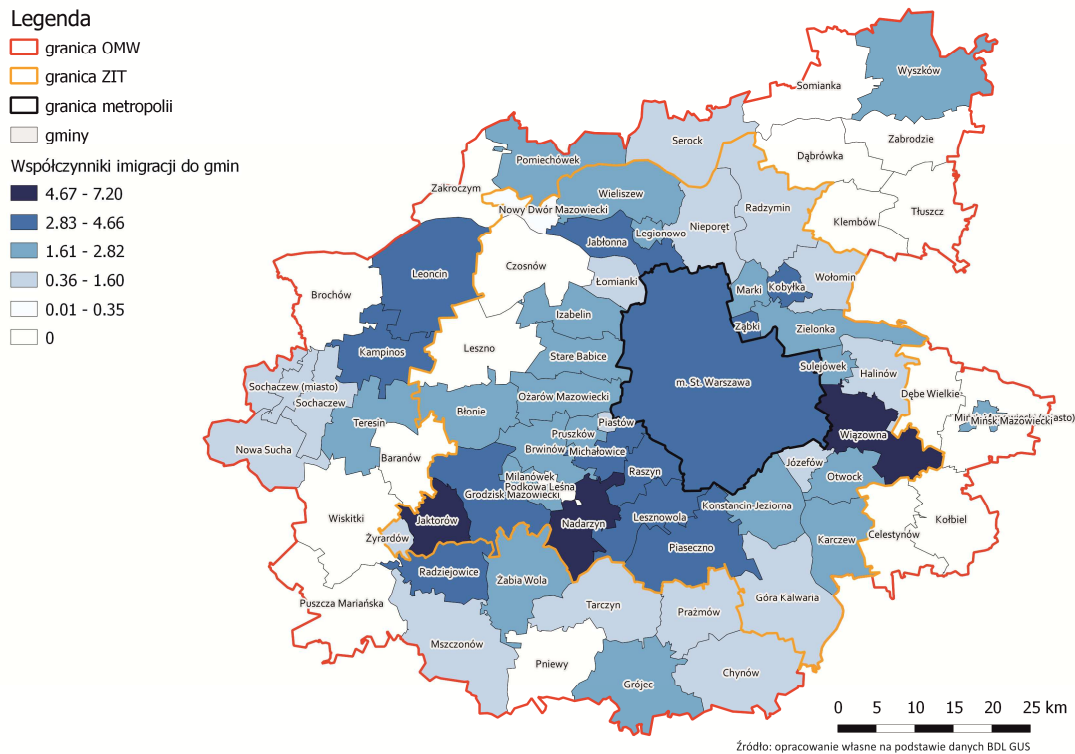 Legenda
granica OMW
granica ZIT
granica metropolii
gminy
Współczynniki imigracji do gmin
4.67 - 7.20
2.83 - 4.66
1.61 - 2.82
0.36 - 1.60
0.01 - 0.35
0
Wyszków
Somianka
Serock
Zabrodzie
Dąbrówka
Pomiechówek
Zakroczym
Wieliszew
Nowy Dwór Mazowiecki
Radzymin
Klembów
Tłuszcz
Legionowo
Nieporęt
Jabłonna
Czosnów
Leoncin
Łomianki
Wołomin
Marki
Kobyłka
Brochów
Izabelin
Ząbki
Zielonka
Leszno
Kampinos
Stare Babice
Sulejówek
Halinów
m. St. Warszawa
Sochaczew (miasto)
Sochaczew
Dębe Wielkie
Ożarów Mazowiecki
Błonie
Teresin
Piastów
Mińsk Mazowiecki
Pruszków
Wiązowna
Brwinów
Michałowice
Nowa Sucha
Baranów
Józefów
Raszyn
Otwock
Milanówek
Podkowa Leśna
Grodzisk Mazowiecki
Konstancin-Jeziorna
Wiskitki
Jaktorów
Nadarzyn
Lesznowola
Kołbiel
Celestynów
Żyrardów
Karczew
Piaseczno
Radziejowice
Żabia Wola
Puszcza Mariańska
Tarczyn
Prażmów
Góra Kalwaria
Mszczonów
Pniewy
Chynów
Grójec
0 5 10 15 20 25 km
Źródło: opracowanie własne na podstawie danych BDL GUS